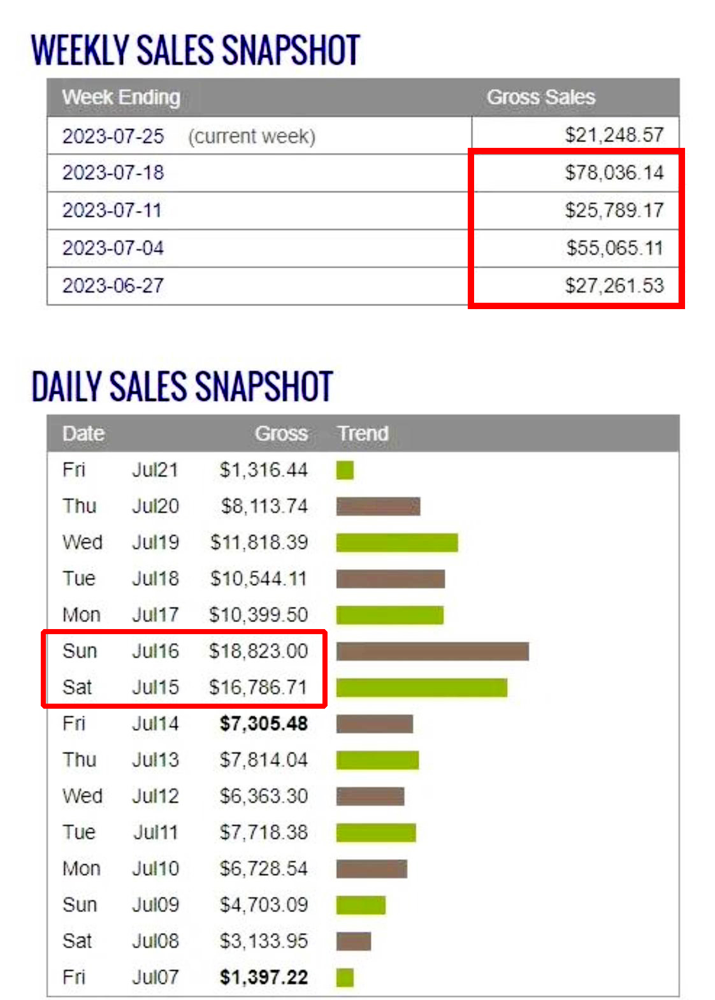 WEEKLY SALES SNAPSHOT
Week Ending Gross Sales
2023-07-25 (current week) $21,248.57
2023-07-18 $78,036.14
2023-07-11 $25,789.17
2023-07-04 $55,065.11
2023-06-27 $27,261.53
DAILY SALES SNAPSHOT
Date Gross Trend
Fri Jul21 $1,316.44
Thu Jul20 $8,113.74
Wed Jul19 $11,818.39
Tue Jul18 $10,544.11
Mon Jul17 $10,399.50
Sun Jul16 $18,823.00
Sat Jul15 $16,786.71
Fri Jul14 $7,305.48
Thu Jul13 $7,814.04
Wed Jul12 $6,363.30
Tue Jul11 $7,718.38
Mon Jul10 $6,728.54
Sun Jul09 $4,703.09
Sat Jul08 $3,133.95
Fri Jul07 $1,397.22